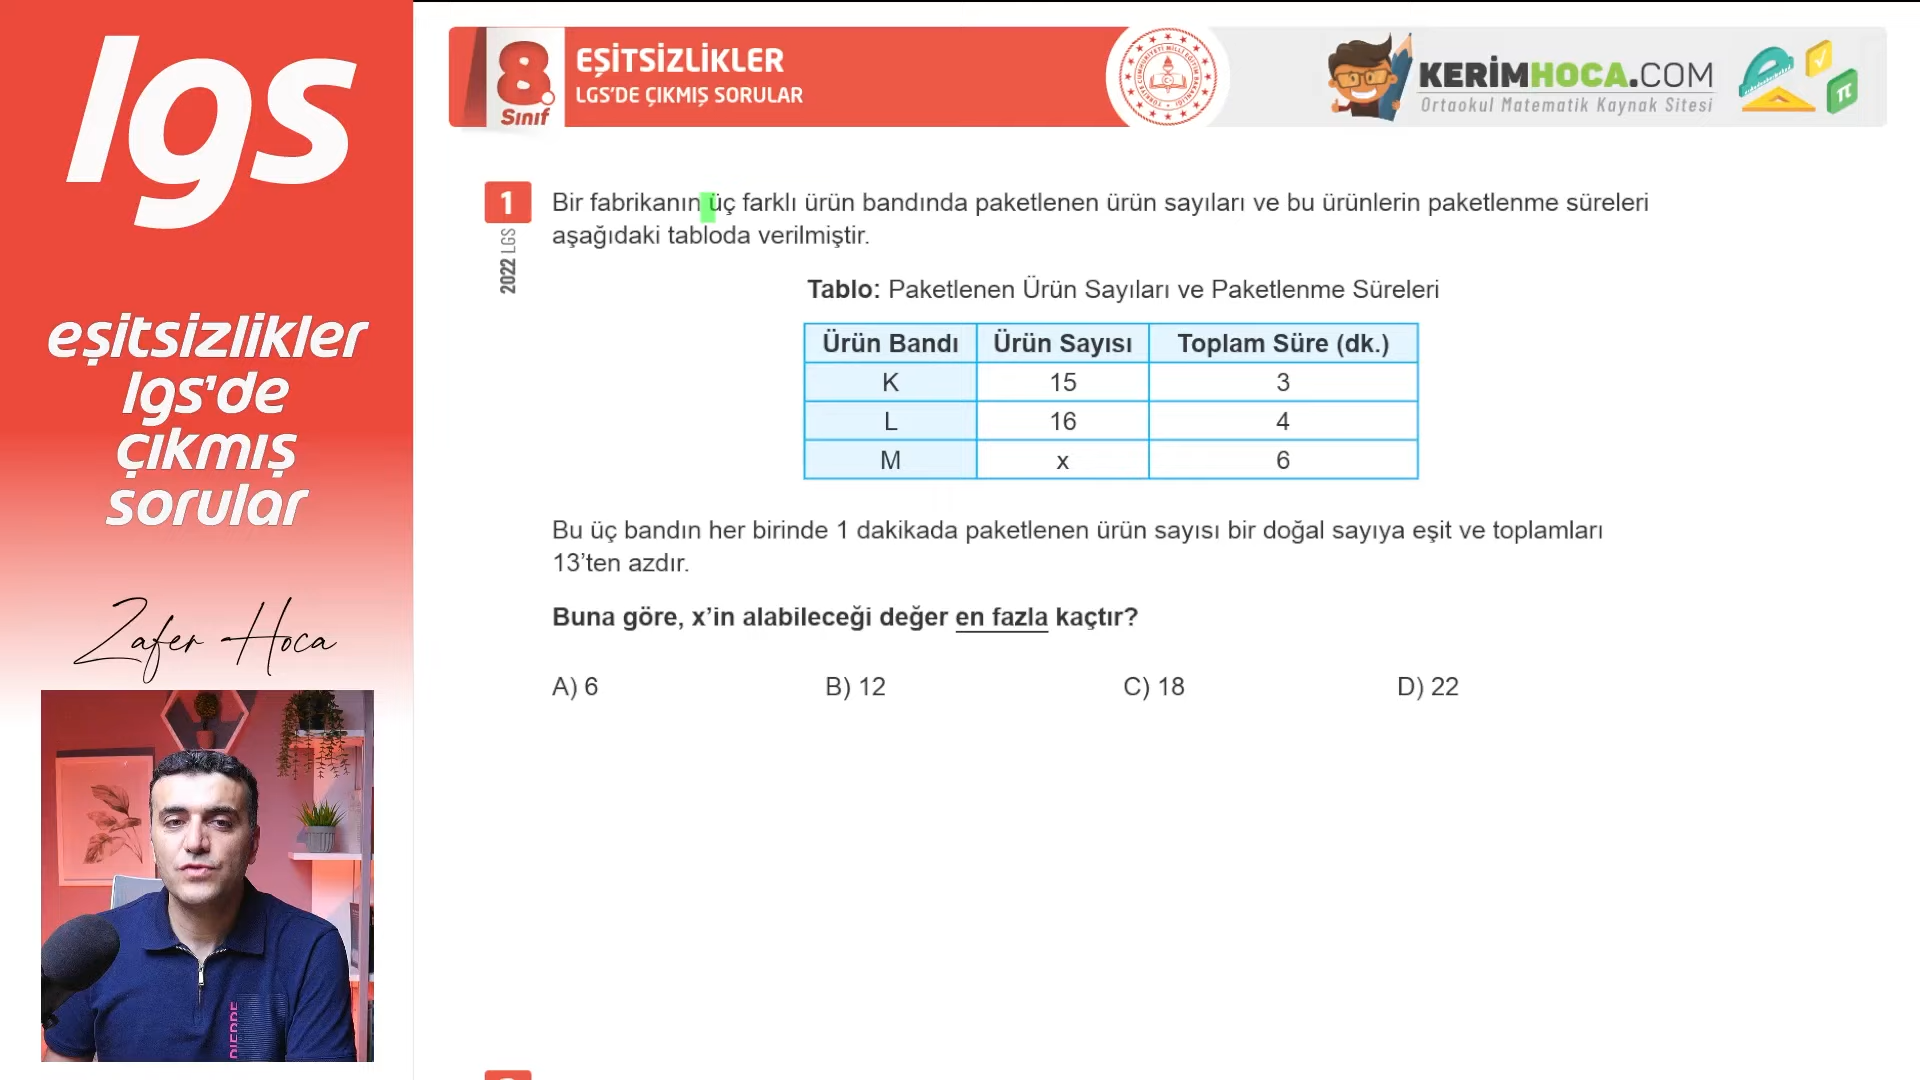 lgs
eşitsizlikler
lgs'de
çıkmış
sorular
Zafer Hoca
PIERRE
8.
Sınıf
EŞİTSİZLİKLER
LGS'DE ÇIKMIŞ SORULAR
KERİMHOCA.COM
Ortaokul Matematik Kaynak Sitesi
π
1
2022 LGS
Bir fabrikanın üç farklı ürün bandında paketlenen ürün sayıları ve bu ürünlerin paketlenme süreleri
aşağıdaki tabloda verilmiştir.
Tablo: Paketlenen Ürün Sayıları ve Paketlenme Süreleri
Ürün Bandı Ürün Sayısı Toplam Süre (dk.)
K 15 3
L 16 4
M x 6
Bu üç bandın her birinde 1 dakikada paketlenen ürün sayısı bir doğal sayıya eşit ve toplamları
13'ten azdır.
Buna göre, x'in alabileceği değer en fazla kaçtır?
A) 6 B) 12 C) 18 D) 22